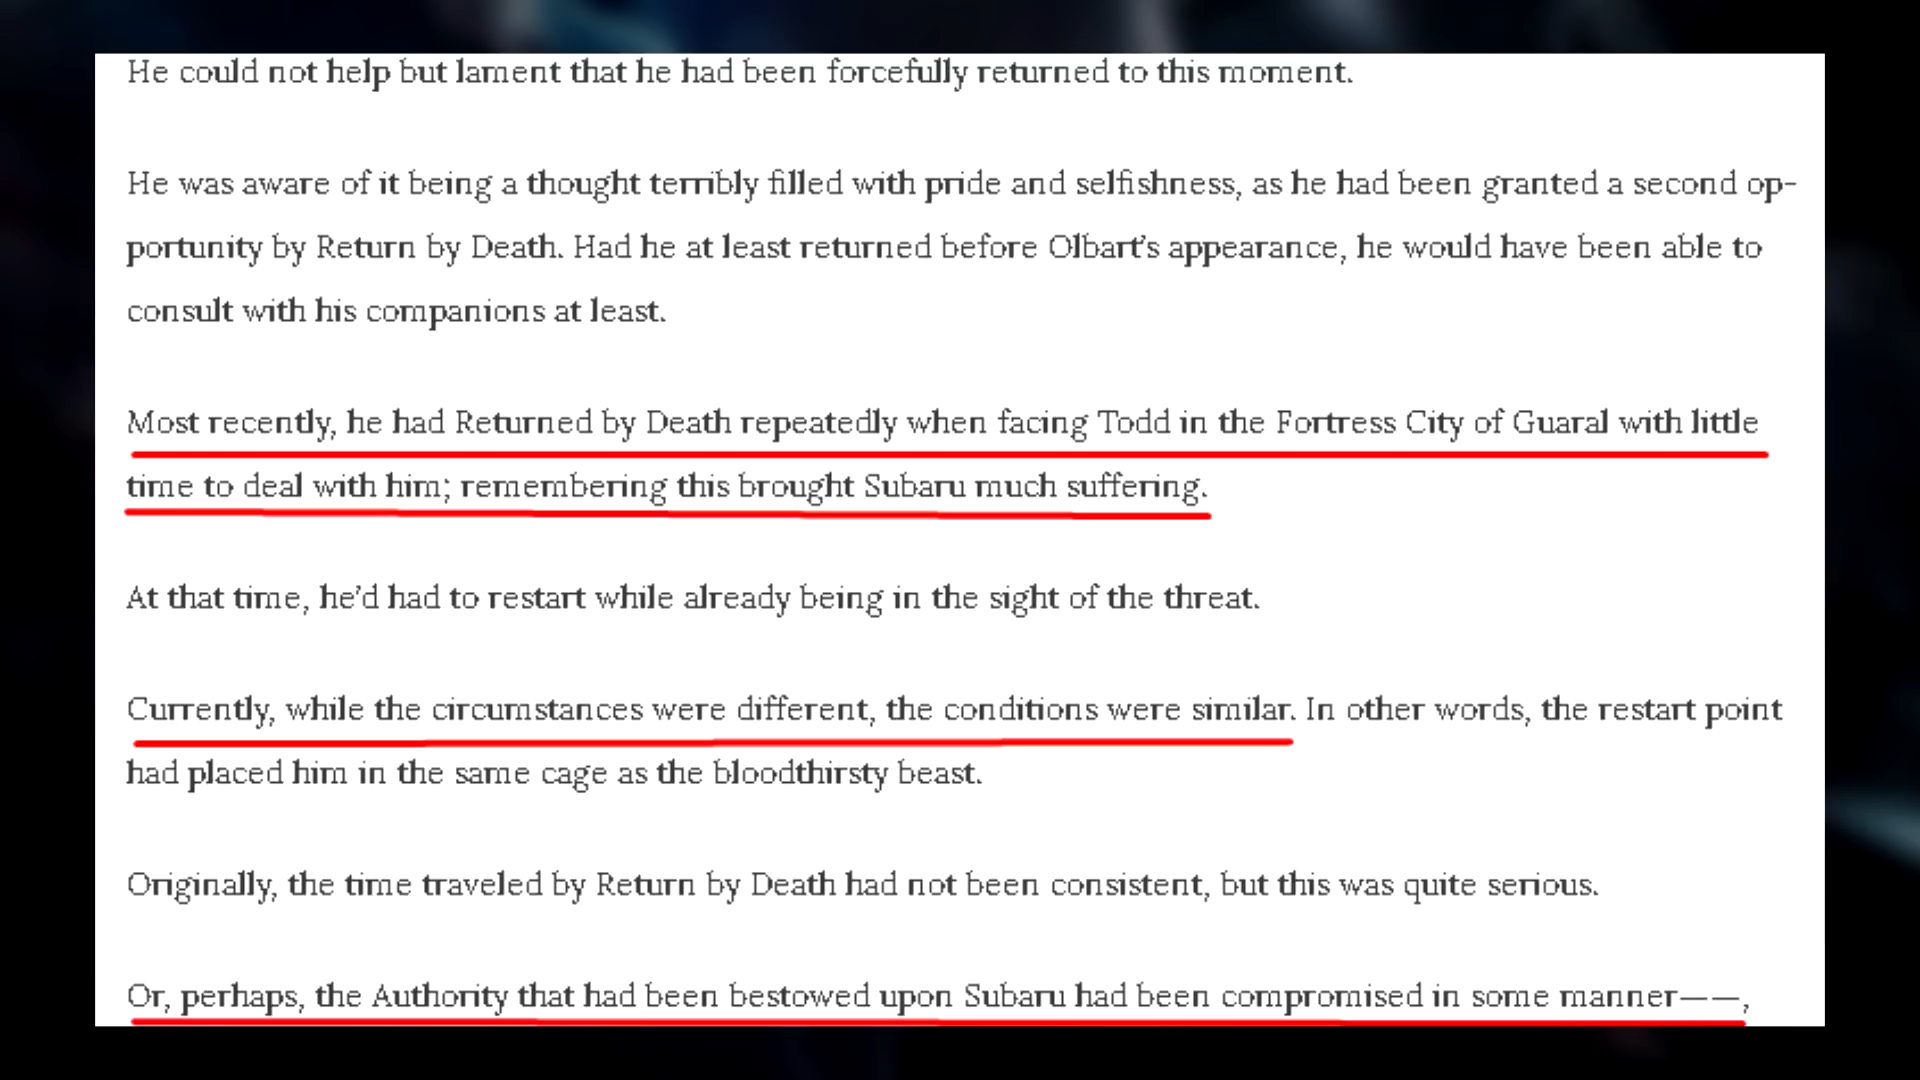 He could not help but lament that he had been forcefully returned to this moment.
He was aware of it being a thought terribly filled with pride and selfishness, as he had been granted a second op-
portunity by Return by Death. Had he at least returned before Olbart's appearance, he would have been able to
consult with his companions at least.
Most recently, he had Returned by Death repeatedly when facing Todd in the Fortress City of Guaral with little
time to deal with him; remembering this brought Subaru much suffering.
At that time, he'd had to restart while already being in the sight of the threat.
Currently, while the circumstances were different, the conditions were similar. In other words, the restart point
had placed him in the same cage as the bloodthirsty beast.
Originally, the time traveled by Return by Death had not been consistent, but this was quite serious.
Or, perhaps, the Authority that had been bestowed upon Subaru had been compromised in some manner——,